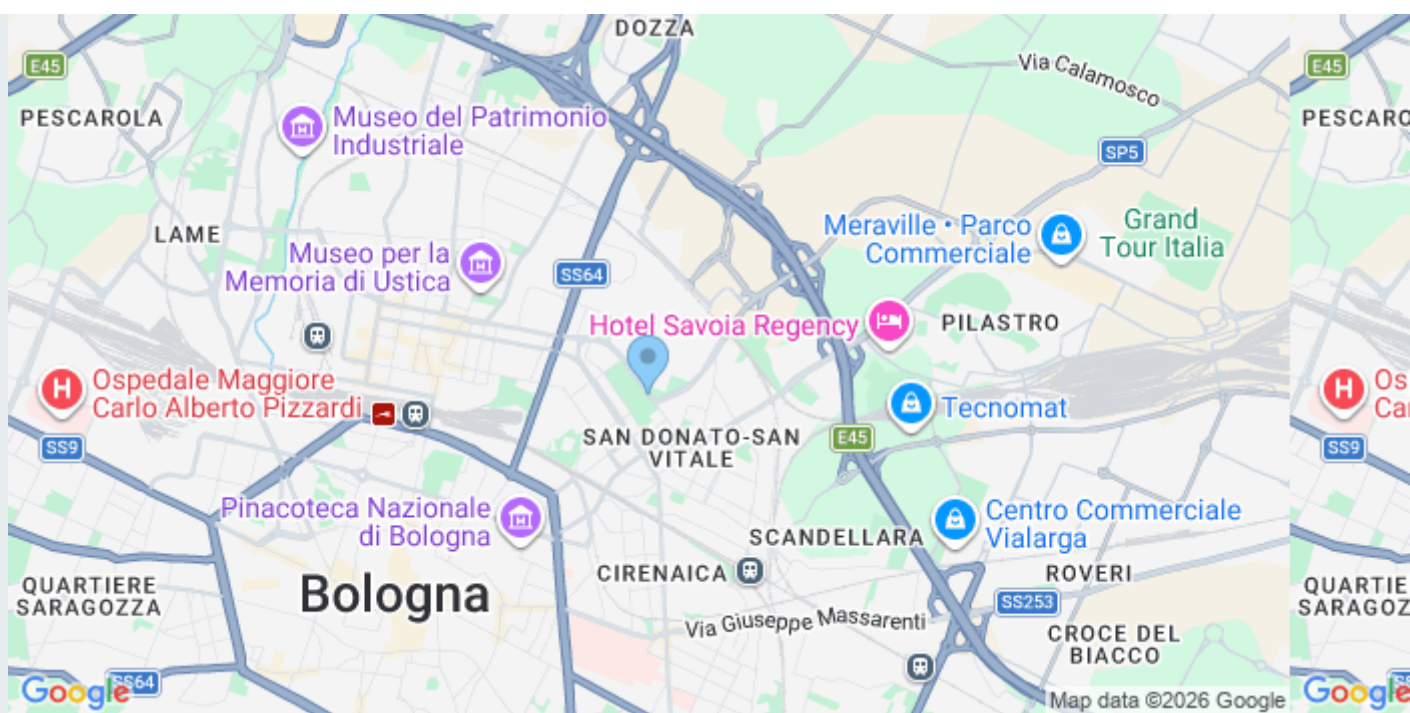 DOZZA
E45
Via Calamosco
E45
PESCAROLA
Museo del Patrimonio
Industriale
PESCARO
SP5
LAME
Meraville • Parco
Commerciale
Grand
Tour Italia
Museo per la
Memoria di Ustica
SS64
Hotel Savoia Regency
PILASTRO
H
Ospedale Maggiore
Carlo Alberto Pizzardi
Tecnomat
H
Os
Ca
SS9
SAN DONATO-SAN
VITALE
E45
SS9
Pinacoteca Nazionale
di Bologna
Centro Commerciale
Vialarga
SCANDELLARA
QUARTIERE
SARAGOZZA
Bologna
CIRENAICA
ROVERI
QUARTIE
SARAGOZ
SS253
Via Giuseppe Massarenti
CROCE DEL
BIACCO
Google
SS64
Map data ©2026 Google
Google